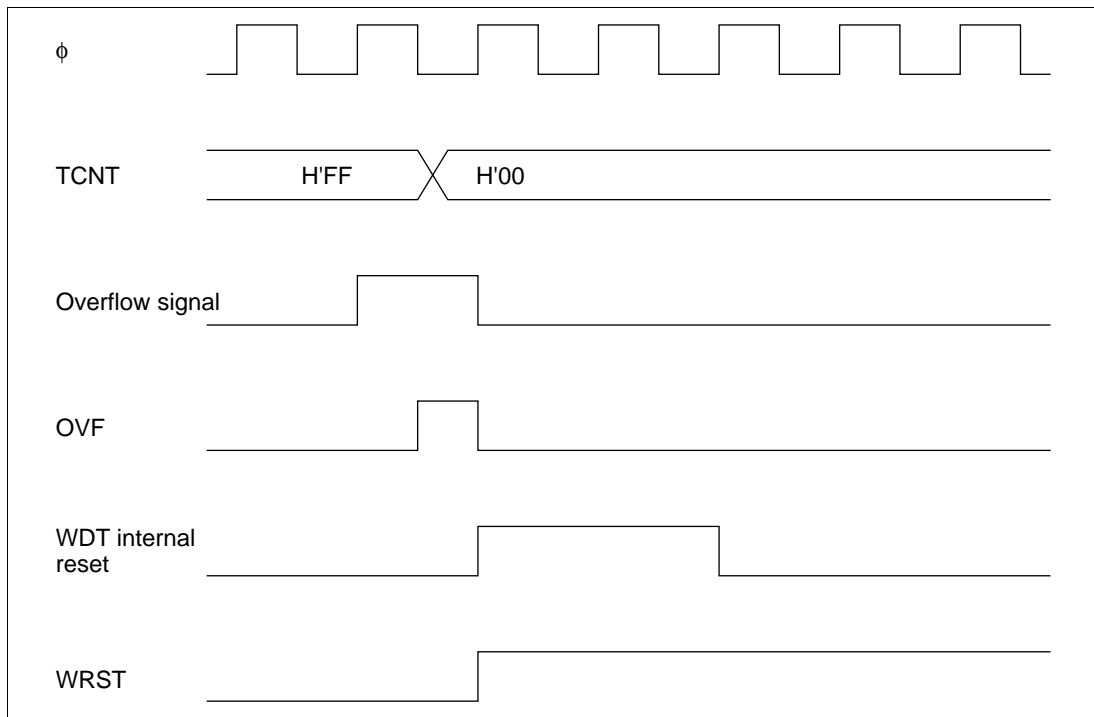 ϕ
TCNT H'FF H'00
Overflow signal
OVF
WDT internal
reset
WRST